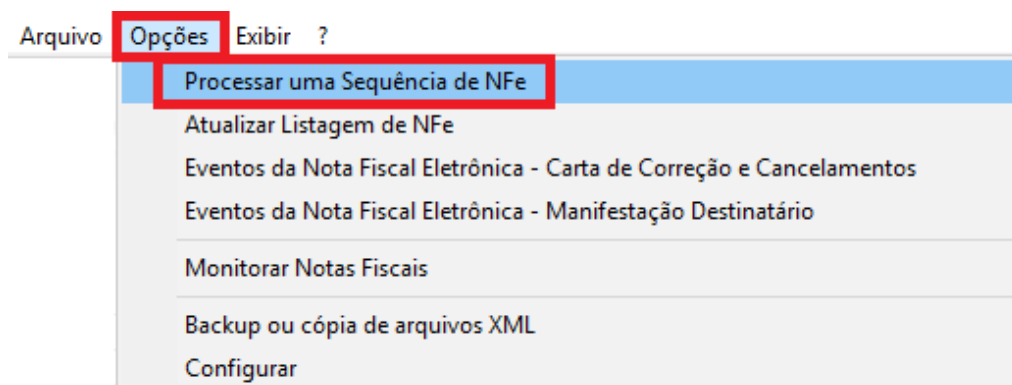 Arquivo Opções Exibir ?
Processar uma Sequência de NFe
Atualizar Listagem de NFe
Eventos da Nota Fiscal Eletrônica - Carta de Correção e Cancelamentos
Eventos da Nota Fiscal Eletrônica - Manifestação Destinatário
Monitorar Notas Fiscais
Backup ou cópia de arquivos XML
Configurar